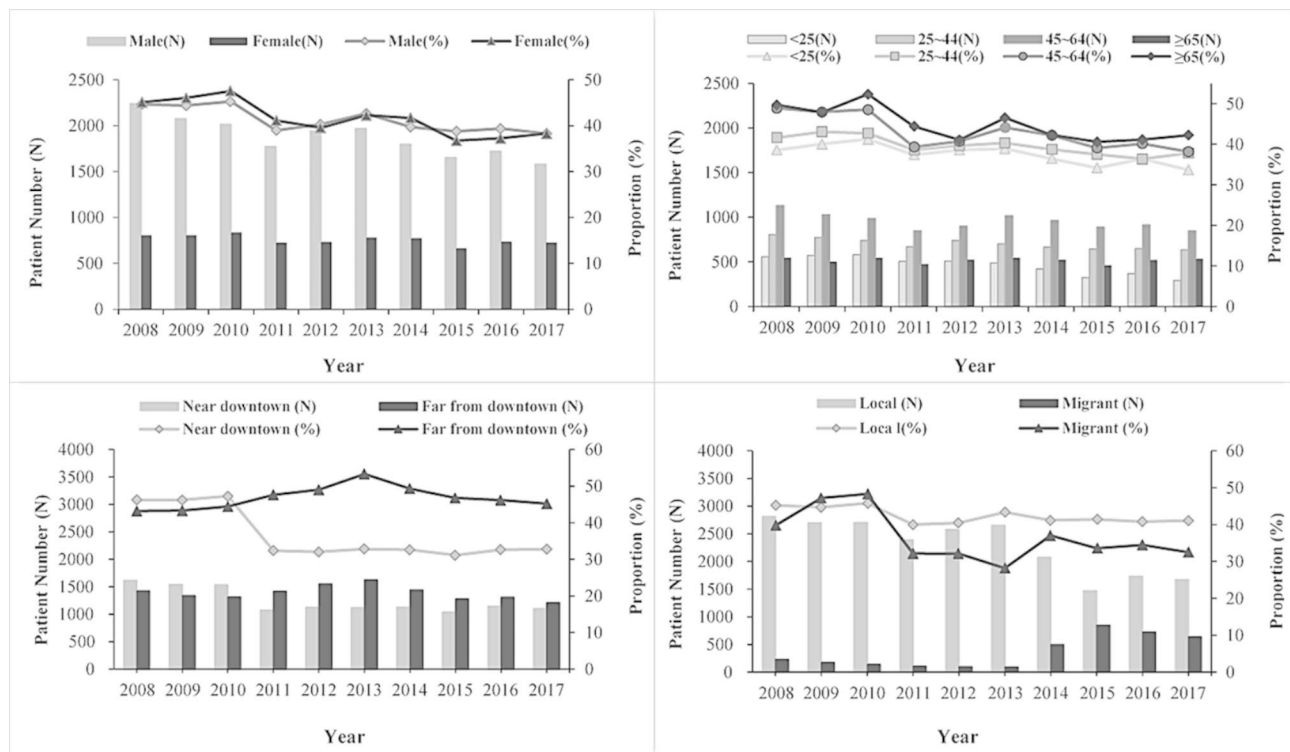 Male(N) Female(N) Male(%) Female(%)
2500 50
2000 40
1500 30
1000 20
500 10
0 0
Patient Number (N)
Proportion (%)
2008 2009 2010 2011 2012 2013 2014 2015 2016 2017
Year
<25(N) 25~44(N) 45~64(N) ≥65(N)
<25(%) 25~44(%) 45~64(%) ≥65(%)
2500
50
2000
40
1500
30
1000
20
500
10
0 0
Patient Number (N)
Proportion (%)
2008 2009 2010 2011 2012 2013 2014 2015 2016 2017
Year
Near downtown (N) Far from downtown (N)
Near downtown (%) Far from downtown (%)
4000 60
3500
50
3000
40
2500
2000 30
1500
20
1000
10
500
0 0
Patient Number (N)
Proportion (%)
2008 2009 2010 2011 2012 2013 2014 2015 2016 2017
Year
Local (N) Migrant (N)
Loca l(%) Migrant (%)
4000 60
3500
50
3000
40
2500
2000 30
1500
20
1000
10
500
0 0
Patient Number (N)
Proportion (%)
2008 2009 2010 2011 2012 2013 2014 2015 2016 2017
Year